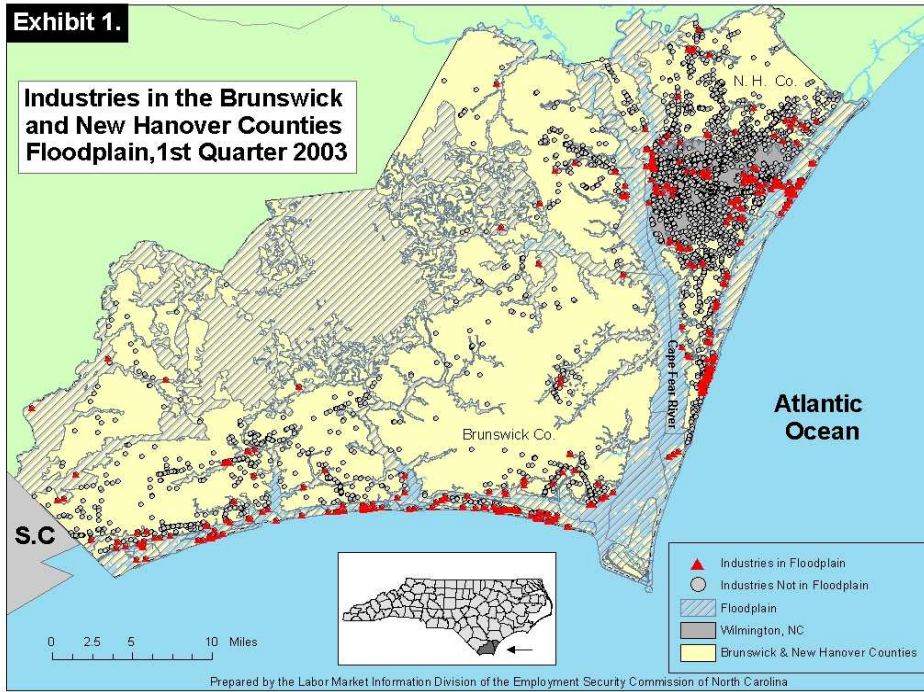 Exhibit 1.
Industries in the Brunswick
and New Hanover Counties
Floodplain,1st Quarter 2003
N. H. Co.
Cape Fear River
Atlantic
Ocean
Brunswick Co.
S.C
Industries in Floodplain
Industries Not in Floodplain
Floodplain
Wilmington, NC
Brunswick & New Hanover Counties
0 2.5 5 10 Miles
Prepared by the Labor Market Information Division of the Employment Security Commission of North Carolina